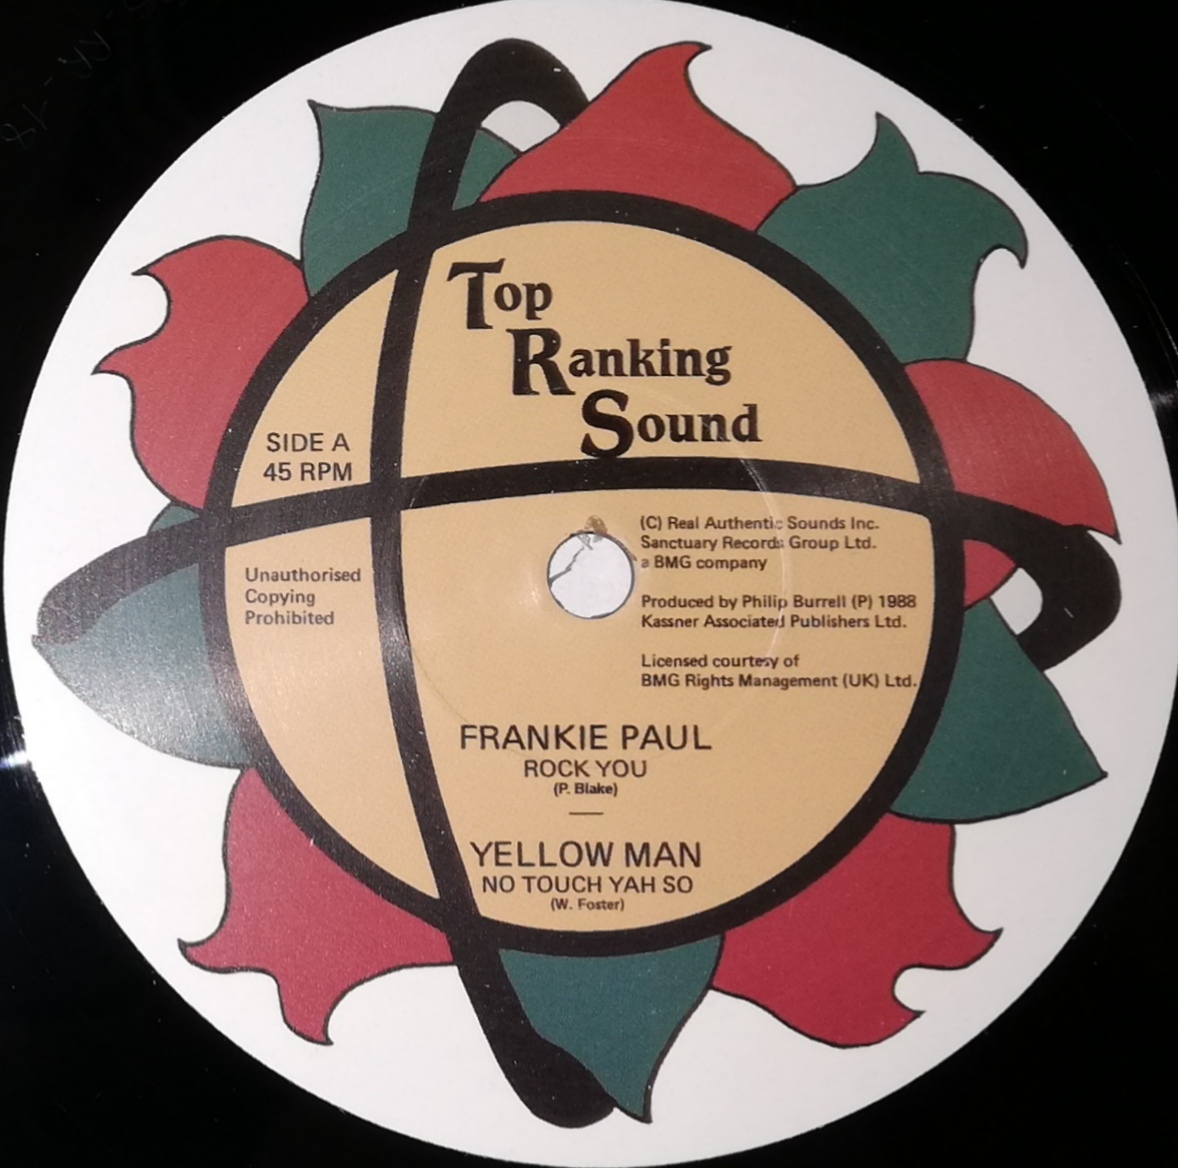 Top
Ranking
Sound
SIDE A
45 RPM
Unauthorised
Copying
Prohibited
(C) Real Authentic Sounds Inc.
Sanctuary Records Group Ltd.
a BMG company
Produced by Philip Burrell (P) 1988
Kassner Associated Publishers Ltd.
Licensed courtesy of
BMG Rights Management (UK) Ltd.
FRANKIE PAUL
ROCK YOU
(P. Blake)
YELLOW MAN
NO TOUCH YAH SO
(W. Foster)